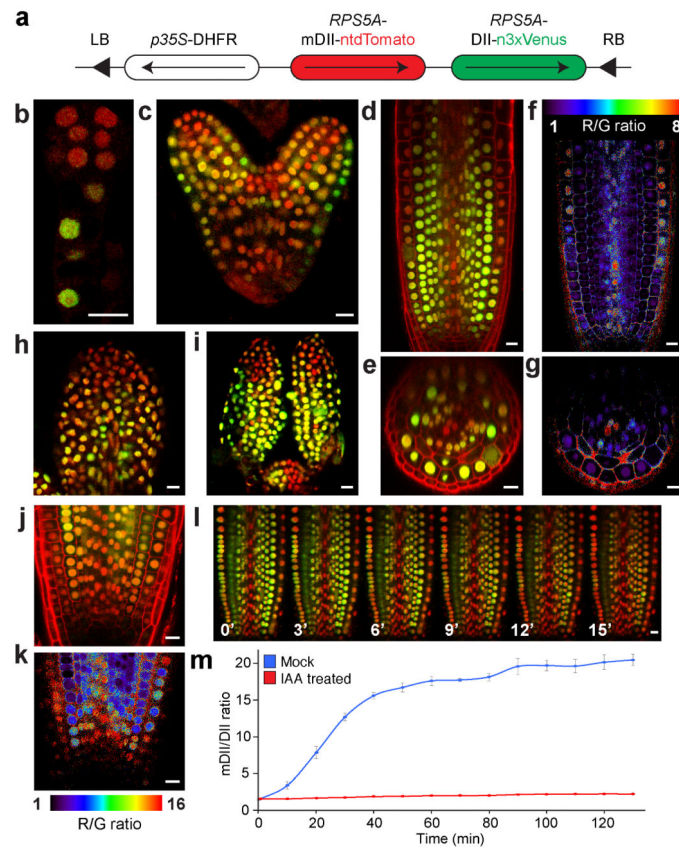 a
LB
p35S-DHFR
RPS5A-
mDII-ntdTomato
RPS5A-
DII-n3xVenus
RB
b
c
d
f
1 8
R/G ratio
h
i
e
g
j
l
0’ 3’ 6’ 9’ 12’ 15’
k
1 16
R/G ratio
m
Mock
IAA treated
mDII/DII ratio
20
15
10
5
0
0 20 40 60 80 100 120
Time (min)